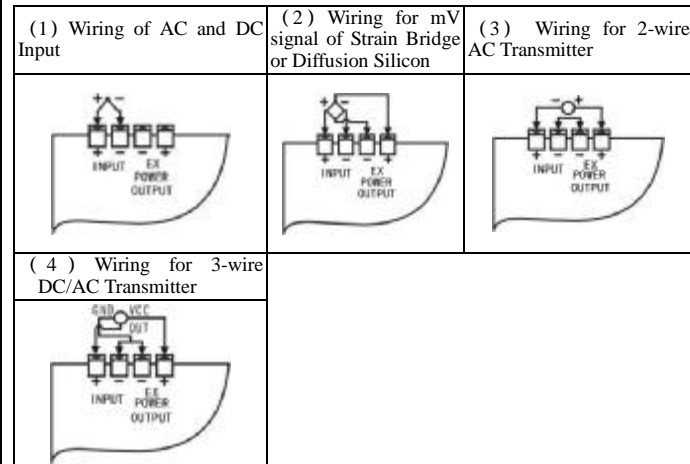 (1) Wiring of AC and DC
Input
(2) Wiring for mV
signal of Strain Bridge
or Diffusion Silicon
(3) Wiring for 2-wire
AC Transmitter
+ -
+ - - +
INPUT EX
POWER
OUTPUT
+ -
+ - - +
INPUT EX
POWER
OUTPUT
- +
+ - - +
INPUT EX
POWER
OUTPUT
(4) Wiring for 3-wire
DC/AC Transmitter
GND VCC
OUT
+ - - +
INPUT EX
POWER
OUTPUT